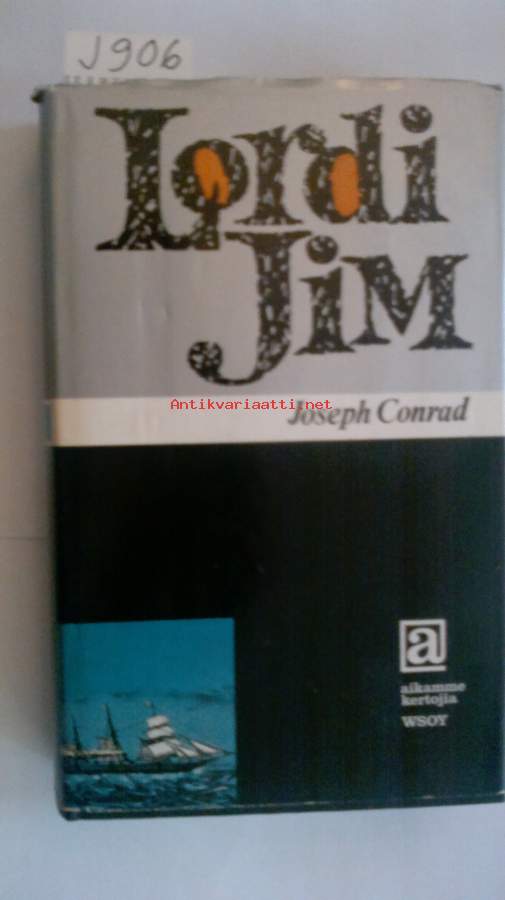 J906
Lordi
Jim
Antikvariaatti.net
Joseph Conrad
a
aikamme
kertojia
WSOY